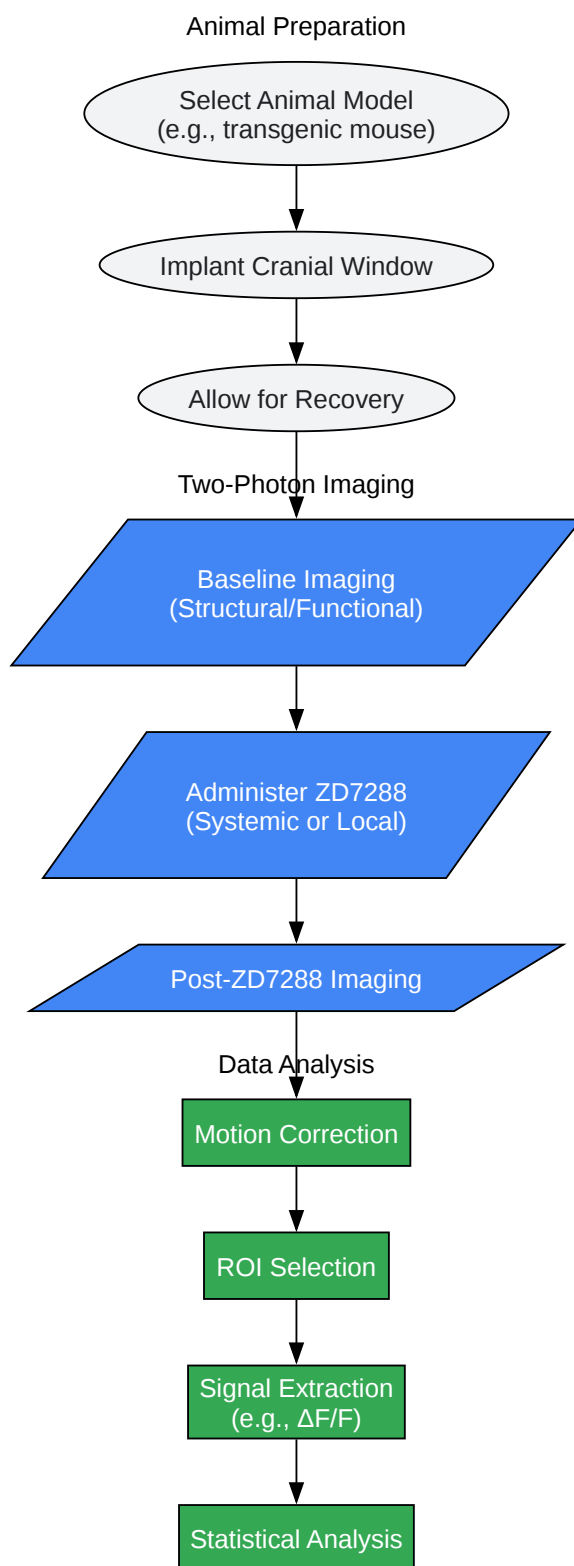 Animal Preparation
Select Animal Model
(e.g., transgenic mouse)
Implant Cranial Window
Allow for Recovery
Two-Photon Imaging
Baseline Imaging
(Structural/Functional)
Administer ZD7288
(Systemic or Local)
Post-ZD7288 Imaging
Data Analysis
Motion Correction
ROI Selection
Signal Extraction
(e.g., ΔF/F)
Statistical Analysis